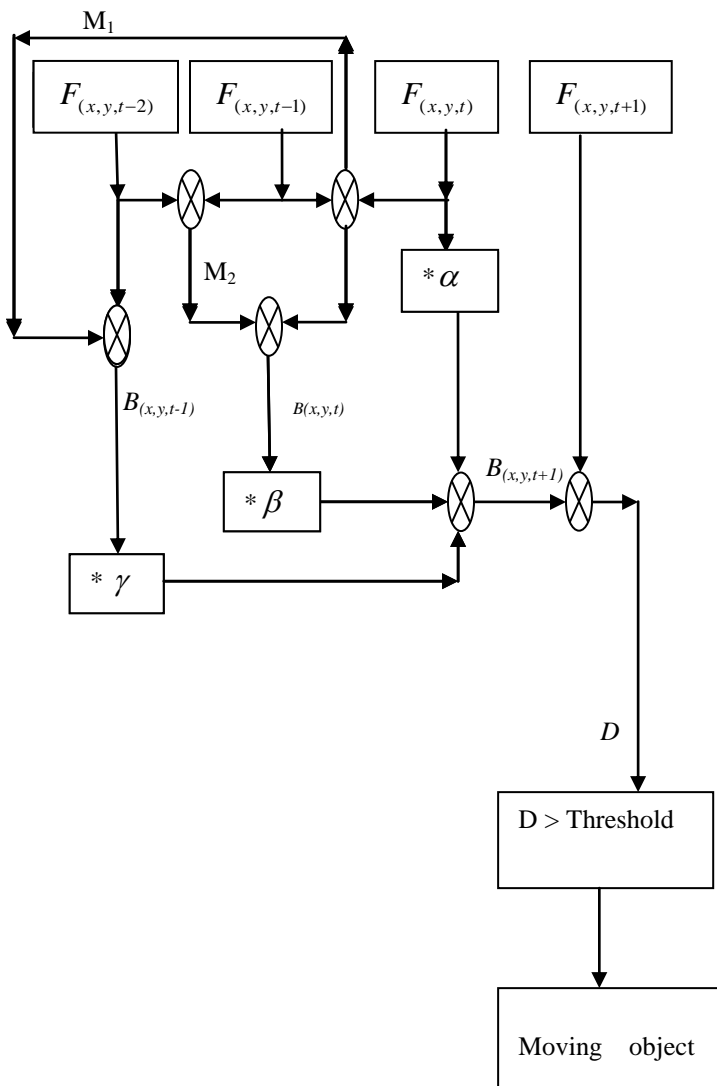 M₁
F(x,y,t−2) F(x,y,t−1) F(x,y,t) F(x,y,t+1)
* α
M₂
B(x,y,t-1) B(x,y,t)
B(x,y,t+1)
* β
* γ
D
D > Threshold
Moving object